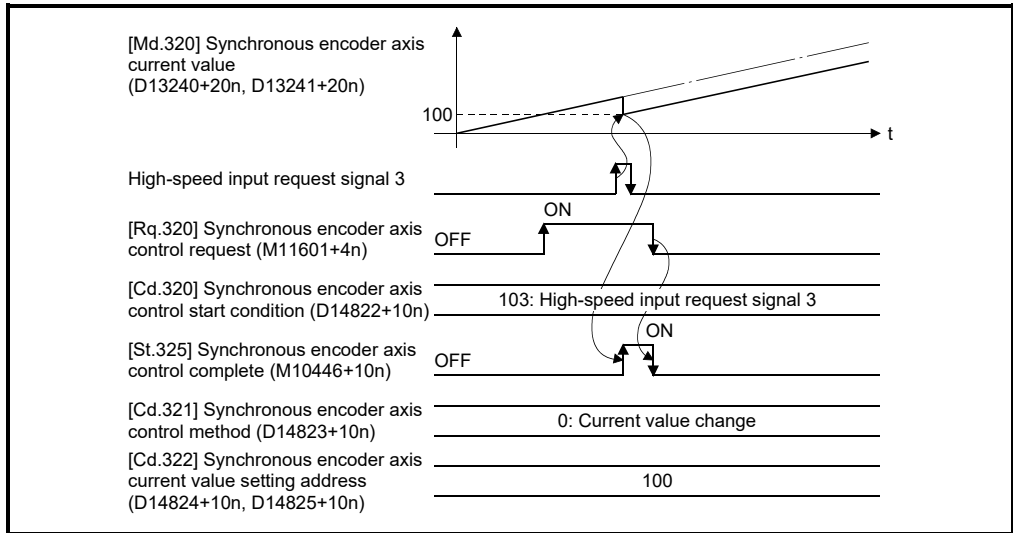 [Md.320] Synchronous encoder axis
current value
(D13240+20n, D13241+20n)
100
t
High-speed input request signal 3
[Rq.320] Synchronous encoder axis
control request (M11601+4n)
OFF
ON
[Cd.320] Synchronous encoder axis
control start condition (D14822+10n)
103: High-speed input request signal 3
[St.325] Synchronous encoder axis
control complete (M10446+10n)
OFF
ON
[Cd.321] Synchronous encoder axis
control method (D14823+10n)
0: Current value change
[Cd.322] Synchronous encoder axis
current value setting address
(D14824+10n, D14825+10n)
100